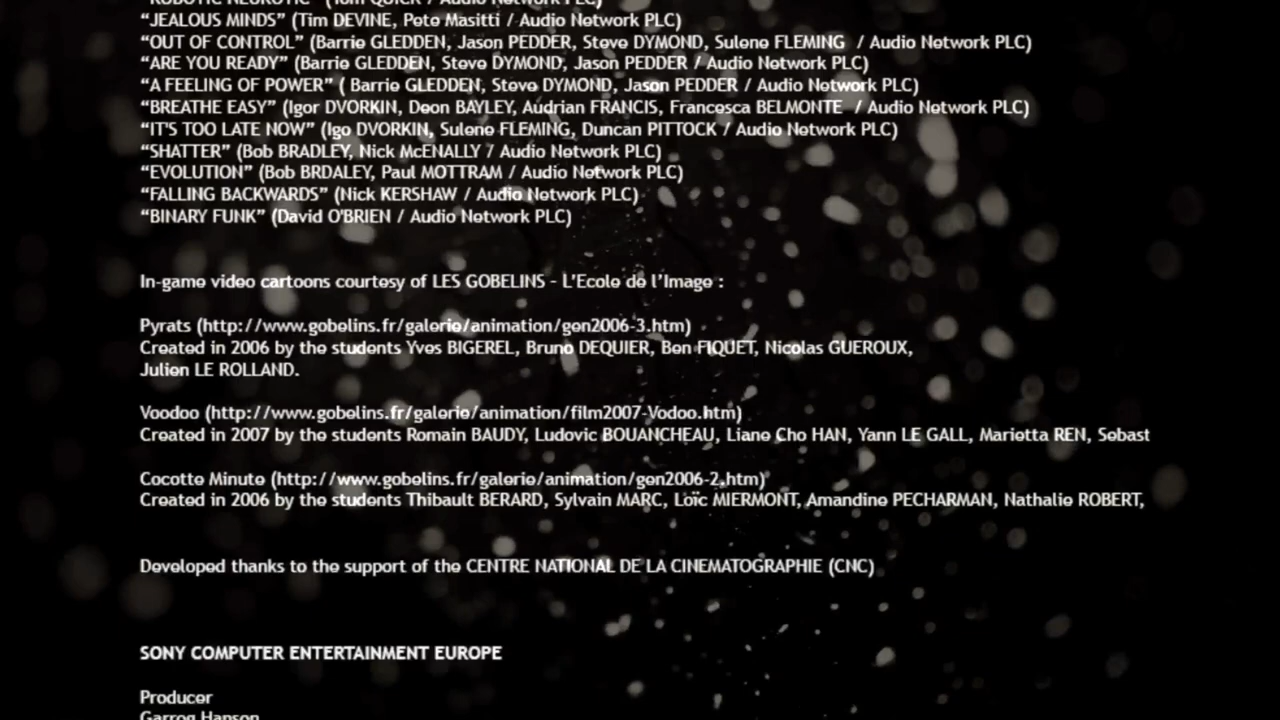 "ROBOTIC NEUROTIC" (Tom QUICK / Audio Network PLC)
“JEALOUS MINDS” (Tim DEVINE, Pete Masitti / Audio Network PLC)
“OUT OF CONTROL” (Barrie GLEDDEN, Jason PEDDER, Steve DYMOND, Sulene FLEMING  / Audio Network PLC)
“ARE YOU READY” (Barrie GLEDDEN, Steve DYMOND, Jason PEDDER / Audio Network PLC)
“A FEELING OF POWER” ( Barrie GLEDDEN, Steve DYMOND, Jason PEDDER / Audio Network PLC)
“BREATHE EASY” (Igor DVORKIN, Deon BAYLEY, Audrian FRANCIS, Francesca BELMONTE  / Audio Network PLC)
“IT'S TOO LATE NOW” (Igo DVORKIN, Sulene FLEMING, Duncan PITTOCK / Audio Network PLC)
“SHATTER” (Bob BRADLEY, Nick McENALLY / Audio Network PLC)
“EVOLUTION” (Bob BRDALEY, Paul MOTTRAM / Audio Network PLC)
“FALLING BACKWARDS” (Nick KERSHAW / Audio Network PLC)
“BINARY FUNK” (David O'BRIEN / Audio Network PLC)
In-game video cartoons courtesy of LES GOBELINS - L’Ecole de l’Image :
Pyrats (http://www.gobelins.fr/galerie/animation/gen2006-3.htm)
Created in 2006 by the students Yves BIGEREL, Bruno DEQUIER, Ben FIQUET, Nicolas GUEROUX,
Julien LE ROLLAND.
Voodoo (http://www.gobelins.fr/galerie/animation/film2007-Vodoo.htm)
Created in 2007 by the students Romain BAUDY, Ludovic BOUANCHEAU, Liane Cho HAN, Yann LE GALL, Marietta REN, Sebast
Cocotte Minute (http://www.gobelins.fr/galerie/animation/gen2006-2.htm)
Created in 2006 by the students Thibault BERARD, Sylvain MARC, Loïc MIERMONT, Amandine PECHARMAN, Nathalie ROBERT,
Developed thanks to the support of the CENTRE NATIONAL DE LA CINEMATOGRAPHIE (CNC)
SONY COMPUTER ENTERTAINMENT EUROPE
Producer
Garrog Hanson